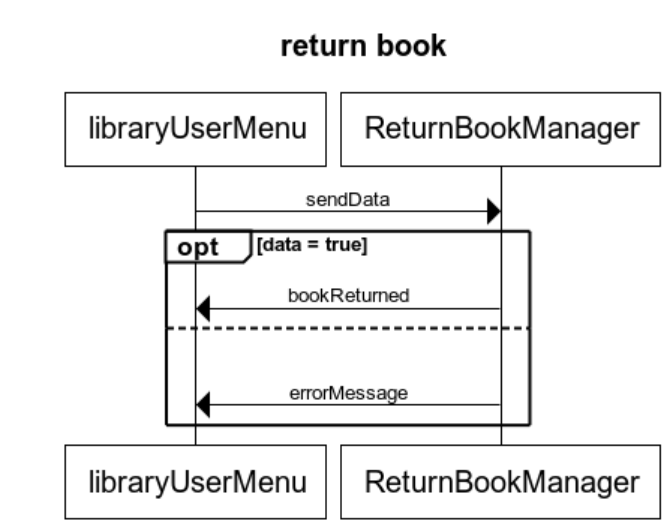 return book
libraryUserMenu
ReturnBookManager
sendData
opt
[data = true]
bookReturned
errorMessage
libraryUserMenu
ReturnBookManager